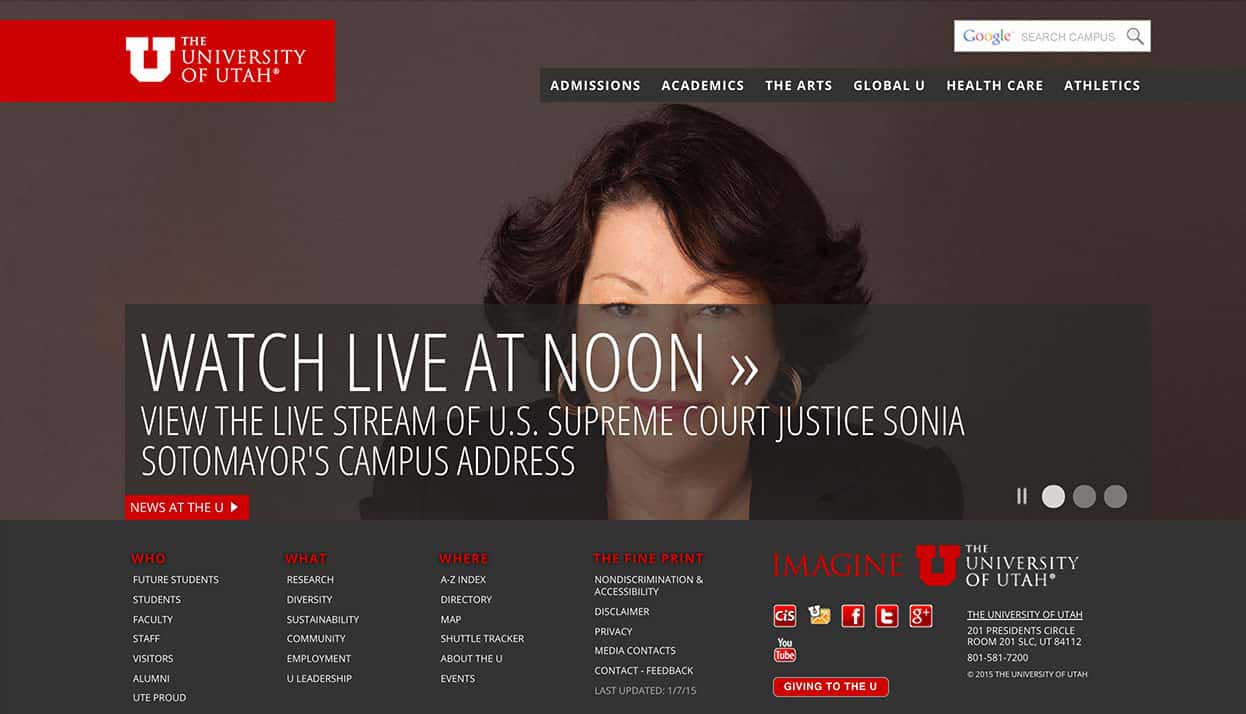 THE
UNIVERSITY
OF UTAH®
Google™ SEARCH CAMPUS
ADMISSIONS ACADEMICS THE ARTS GLOBAL U HEALTH CARE ATHLETICS
WATCH LIVE AT NOON »
VIEW THE LIVE STREAM OF U.S. SUPREME COURT JUSTICE SONIA
SOTOMAYOR'S CAMPUS ADDRESS
NEWS AT THE U
WHO
FUTURE STUDENTS
STUDENTS
FACULTY
STAFF
VISITORS
ALUMNI
UTE PROUD
WHAT
RESEARCH
DIVERSITY
SUSTAINABILITY
COMMUNITY
EMPLOYMENT
U LEADERSHIP
WHERE
A-Z INDEX
DIRECTORY
MAP
SHUTTLE TRACKER
ABOUT THE U
EVENTS
THE FINE PRINT
NONDISCRIMINATION &
ACCESSIBILITY
DISCLAIMER
PRIVACY
MEDIA CONTACTS
CONTACT - FEEDBACK
LAST UPDATED: 1/7/15
IMAGINE U THE
UNIVERSITY
OF UTAH®
CiS U f t g+
You
Tube
GIVING TO THE U
THE UNIVERSITY OF UTAH
201 PRESIDENTS CIRCLE
ROOM 201 SLC, UT 84112
801-581-7200
© 2015 THE UNIVERSITY OF UTAH